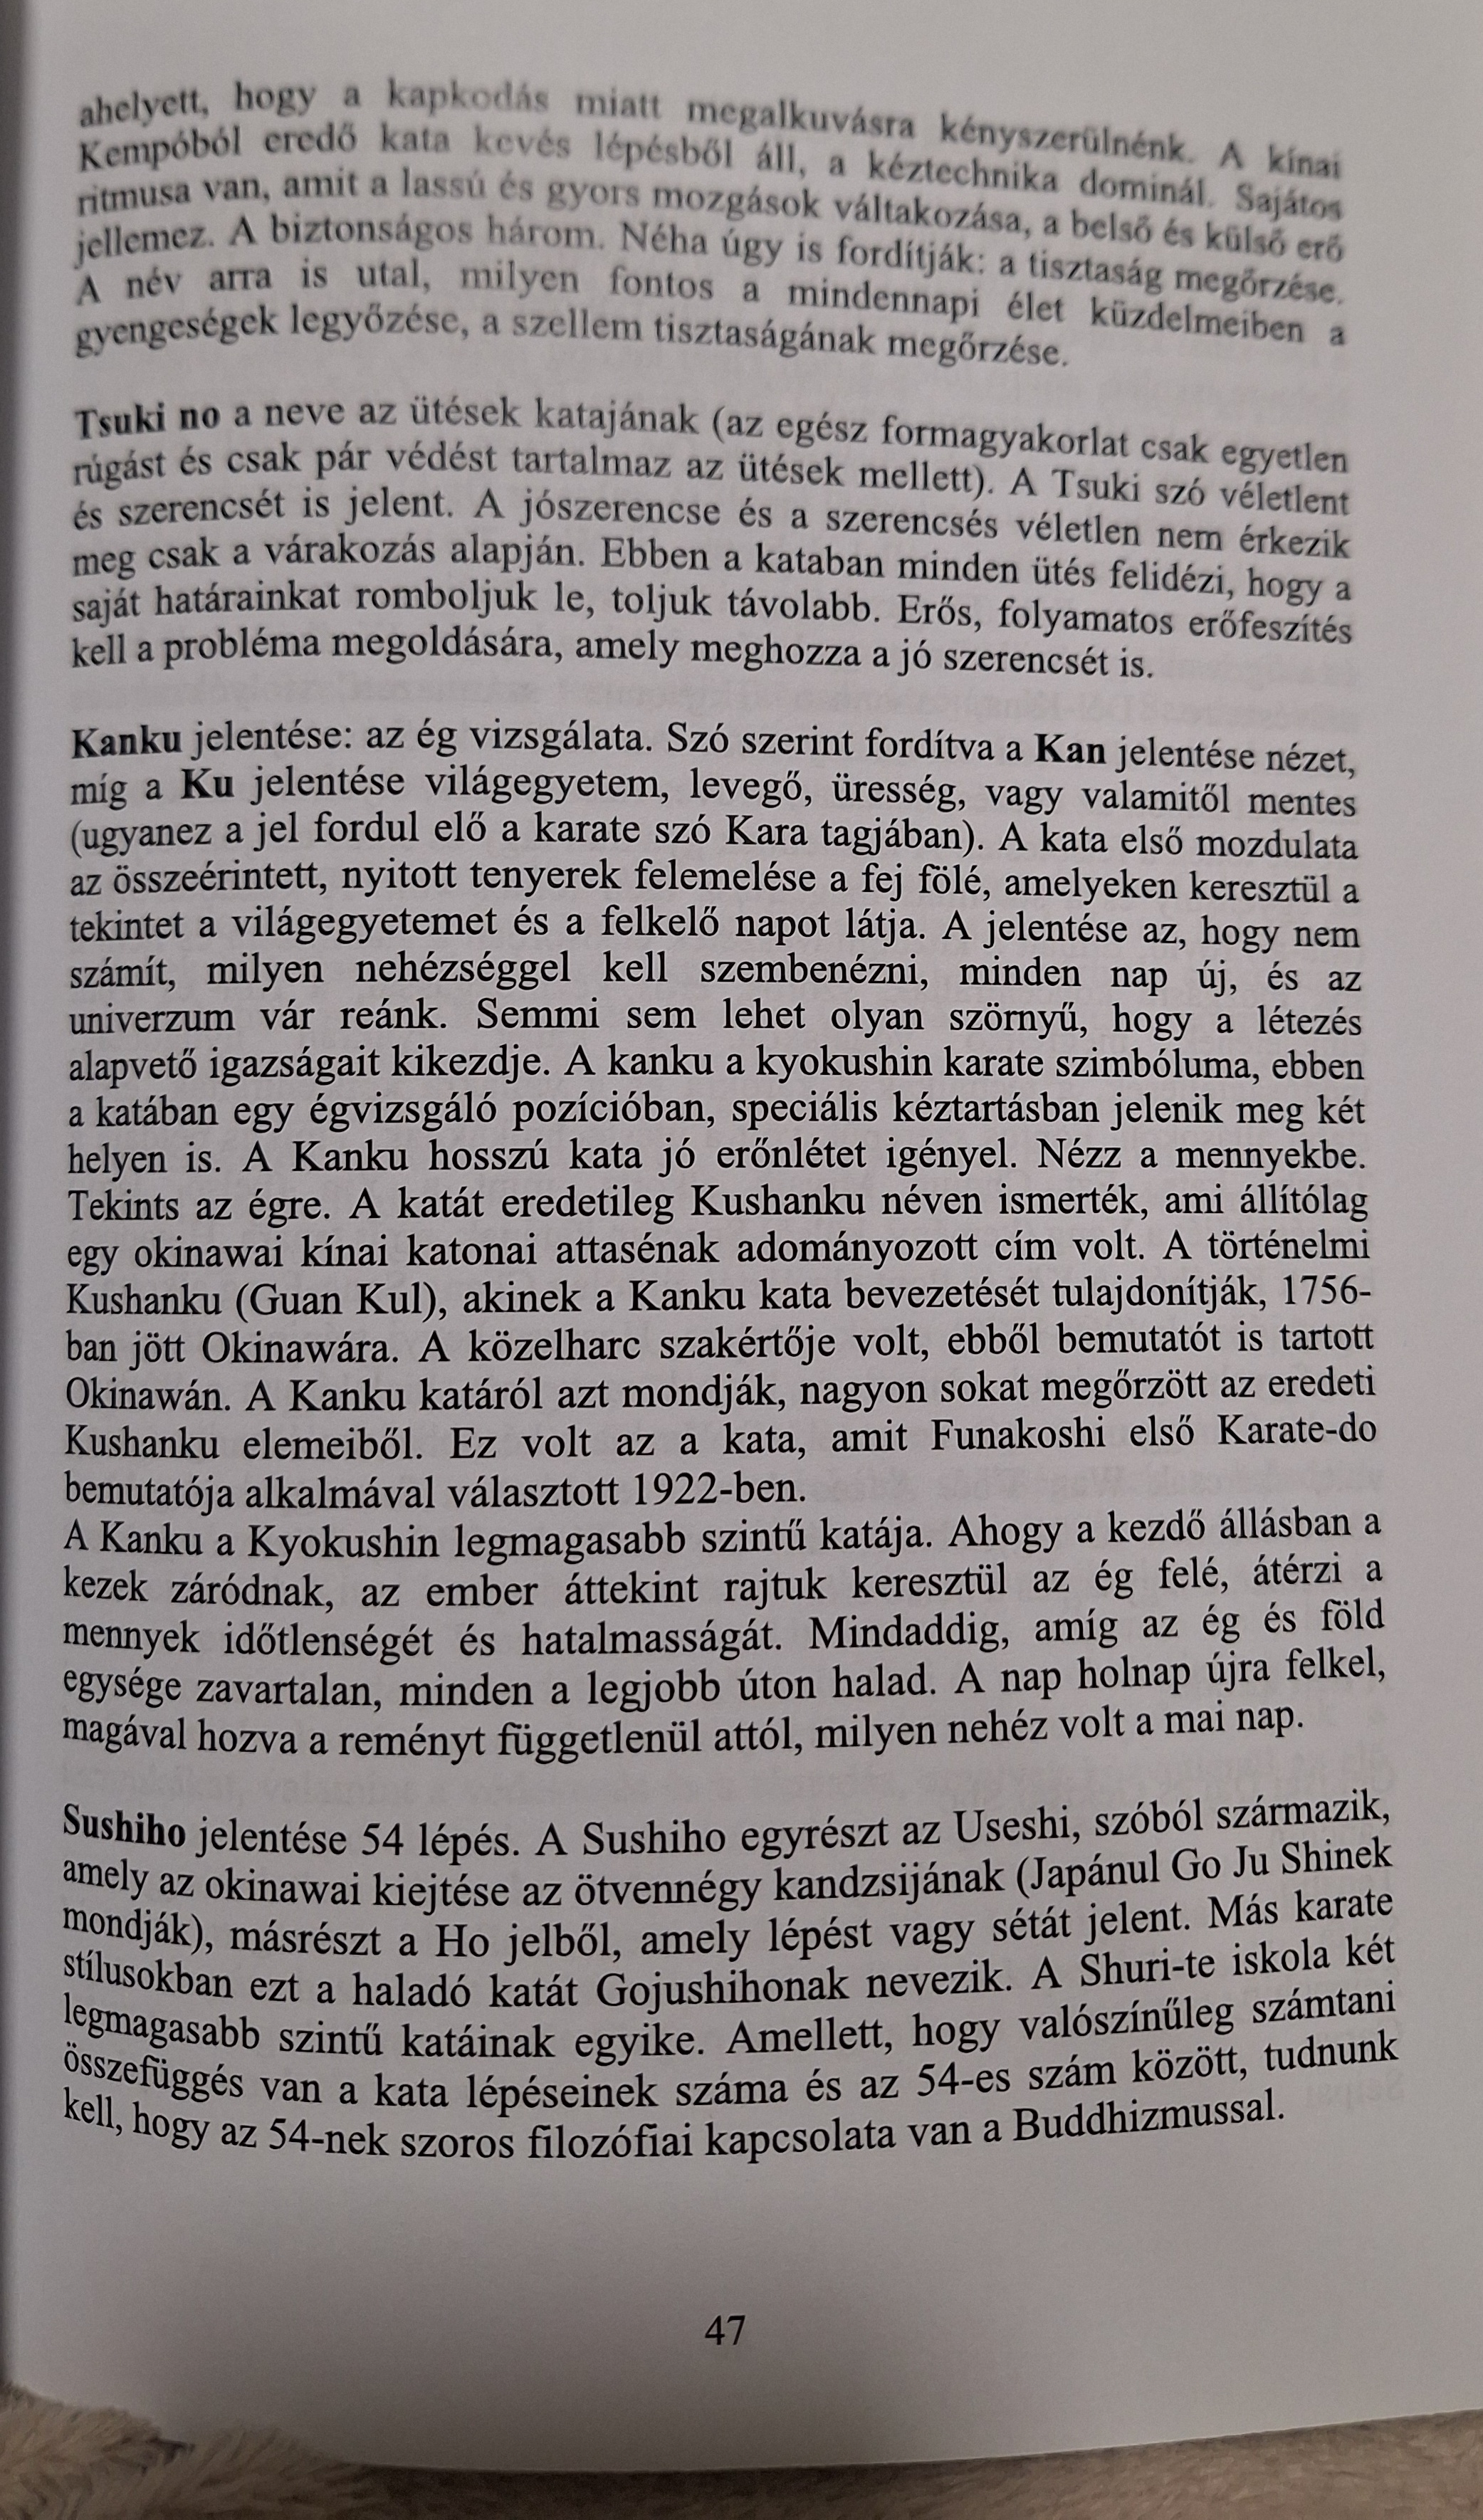 ahelyett, hogy a kapkodás miatt megalkuvásra kényszerülnénk. A kínai
Kempóból eredő kata kevés lépésből áll, a kéztechnika dominál. Sajátos
ritmusa van, amit a lassú és gyors mozgások váltakozása, a belső és külső erő
jellemez. A biztonságos három. Néha úgy is fordítják: a tisztaság megőrzése.
A név arra is utal, milyen fontos a mindennapi élet küzdelmeiben a
gyengeségek legyőzése, a szellem tisztaságának megőrzése.
Tsuki no a neve az ütések katajának (az egész formagyakorlat csak egyetlen
rúgást és csak pár védést tartalmaz az ütések mellett). A Tsuki szó véletlent
és szerencsét is jelent. A jószerencse és a szerencsés véletlen nem érkezik
meg csak a várakozás alapján. Ebben a kataban minden ütés felidézi, hogy a
saját határainkat romboljuk le, toljuk távolabb. Erős, folyamatos erőfeszítés
kell a probléma megoldására, amely meghozza a jó szerencsét is.
Kanku jelentése: az ég vizsgálata. Szó szerint fordítva a Kan jelentése nézet,
míg a Ku jelentése világegyetem, levegő, üresség, vagy valamitől mentes
(ugyanez a jel fordul elő a karate szó Kara tagjában). A kata első mozdulata
az összeérintett, nyitott tenyerek felemelése a fej fölé, amelyeken keresztül a
tekintet a világegyetemet és a felkelő napot látja. A jelentése az, hogy nem
számít, milyen nehézséggel kell szembenézni, minden nap új, és az
univerzum vár reánk. Semmi sem lehet olyan szörnyű, hogy a létezés
alapvető igazságait kikezdje. A kanku a kyokushin karate szimbóluma, ebben
a katában egy égvizsgáló pozícióban, speciális kéztartásban jelenik meg két
helyen is. A Kanku hosszú kata jó erőnlétet igényel. Nézz a mennyekbe.
Tekints az égre. A katát eredetileg Kushanku néven ismerték, ami állítólag
egy okinawai kínai katonai attasénak adományozott cím volt. A történelmi
Kushanku (Guan Kul), akinek a Kanku kata bevezetését tulajdonítják, 1756-
ban jött Okinawára. A közelharc szakértője volt, ebből bemutatót is tartott
Okinawán. A Kanku katáról azt mondják, nagyon sokat megőrzött az eredeti
Kushanku elemeiből. Ez volt az a kata, amit Funakoshi első Karate-do
bemutatója alkalmával választott 1922-ben.
A Kanku a Kyokushin legmagasabb szintű katája. Ahogy a kezdő állásban a
kezek záródnak, az ember áttekint rajtuk keresztül az ég felé, átérzi a
mennyek időtlenségét és hatalmasságát. Mindaddig, amíg az ég és föld
egysége zavartalan, minden a legjobb úton halad. A nap holnap újra felkel,
magával hozva a reményt függetlenül attól, milyen nehéz volt a mai nap.
Sushiho jelentése 54 lépés. A Sushiho egyrészt az Useshi, szóból származik,
amely az okinawai kiejtése az ötvennégy kandzsijának (Japánul Go Ju Shinek
mondják), másrészt a Ho jelből, amely lépést vagy sétát jelent. Más karate
stílusokban ezt a haladó katát Gojushihonak nevezik. A Shuri-te iskola két
legmagasabb szintű katáinak egyike. Amellett, hogy valószínűleg számtani
összefüggés van a kata lépéseinek száma és az 54-es szám között, tudnunk
kell, hogy az 54-nek szoros filozófiai kapcsolata van a Buddhizmussal.
47